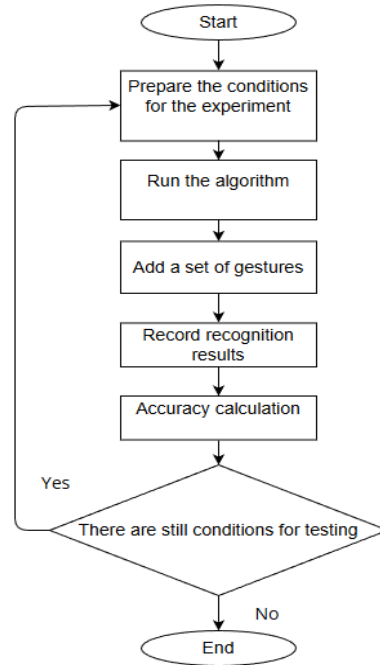 Start
Prepare the conditions
for the experiment
Run the algorithm
Add a set of gestures
Record recognition
results
Accuracy calculation
Yes
There are still conditions for testing
No
End